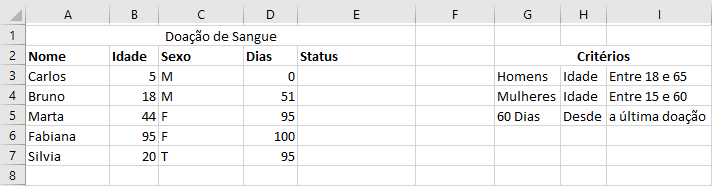 A B C D E F G H I
1 Doação de Sangue
2 Nome Idade Sexo Dias Status Critérios
3 Carlos 5 M 0 Homens Idade Entre 18 e 65
4 Bruno 18 M 51 Mulheres Idade Entre 15 e 60
5 Marta 44 F 95 60 Dias Desde a última doação
6 Fabiana 95 F 100
7 Silvia 20 T 95
8